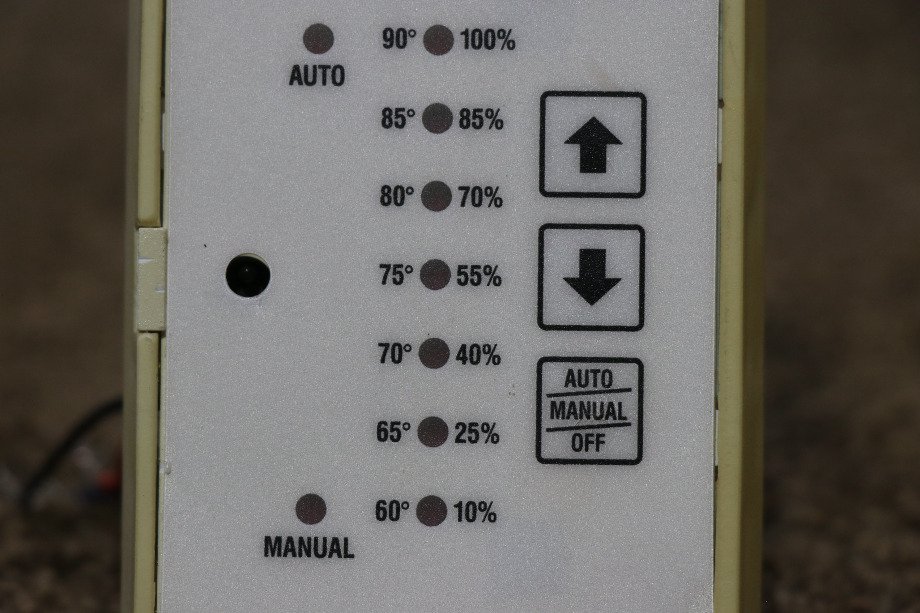 90° 100%
AUTO
85° 85%
80° 70%
75° 55%
70° 40%
65° 25%
60° 10%
MANUAL
AUTO
MANUAL
OFF